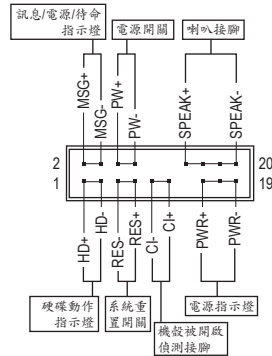 訊息/電源/待命
指示燈
電源開關
喇叭接腳
MSG+
MSG-
PW+
PW-
SPEAK+
SPEAK-
2
20
1
19
HD+
HD-
RES-
RES+
CI-
CI+
PWR+
PWR-
硬碟動作
指示燈
系統重
置開關
電源指示燈
機殼被開啟
偵測接腳